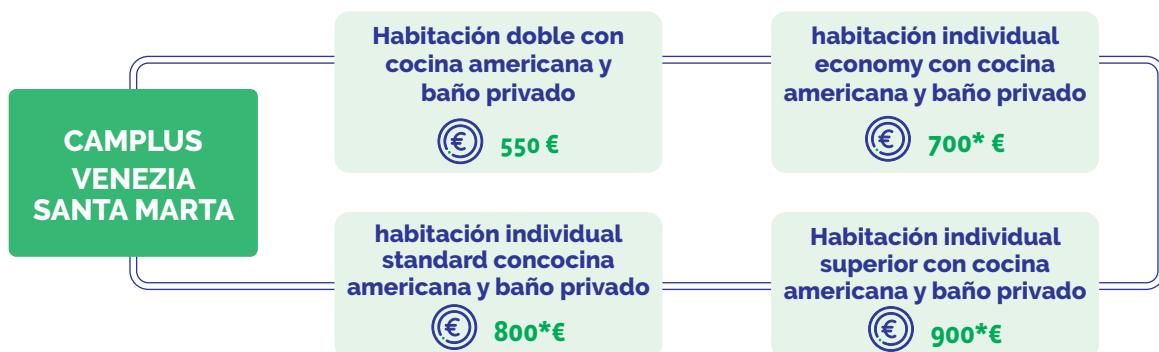 CAMPLUS
VENEZIA
SANTA MARTA
Habitación doble con
cocina americana y
baño privado
€ 550 €
habitación individual
economy con cocina
americana y baño privado
€ 700* €
habitación individual
standard concocina
americana y baño privado
€ 800*€
Habitación individual
superior con cocina
americana y baño privado
€ 900*€